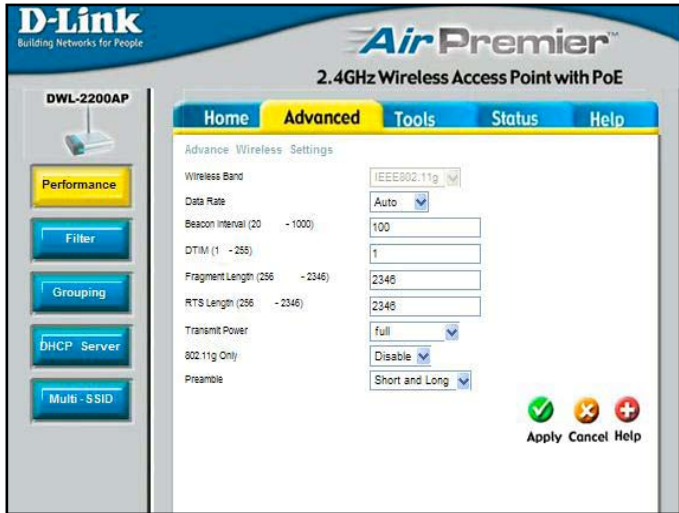 D-Link
Building Networks for People
AirPremier™
2.4GHz Wireless Access Point with PoE
DWL-2200AP
Home Advanced Tools Status Help
Performance
Filter
Grouping
DHCP Server
Multi-SSID
Advance Wireless Settings
Wireless Band IEEE802.11g
Data Rate Auto
Beacon Interval (20 - 1000) 100
DTIM (1 - 255) 1
Fragment Length (256 - 2346) 2346
RTS Length (256 - 2346) 2346
Transmit Power full
802.11g Only Disable
Preamble Short and Long
Apply Cancel Help